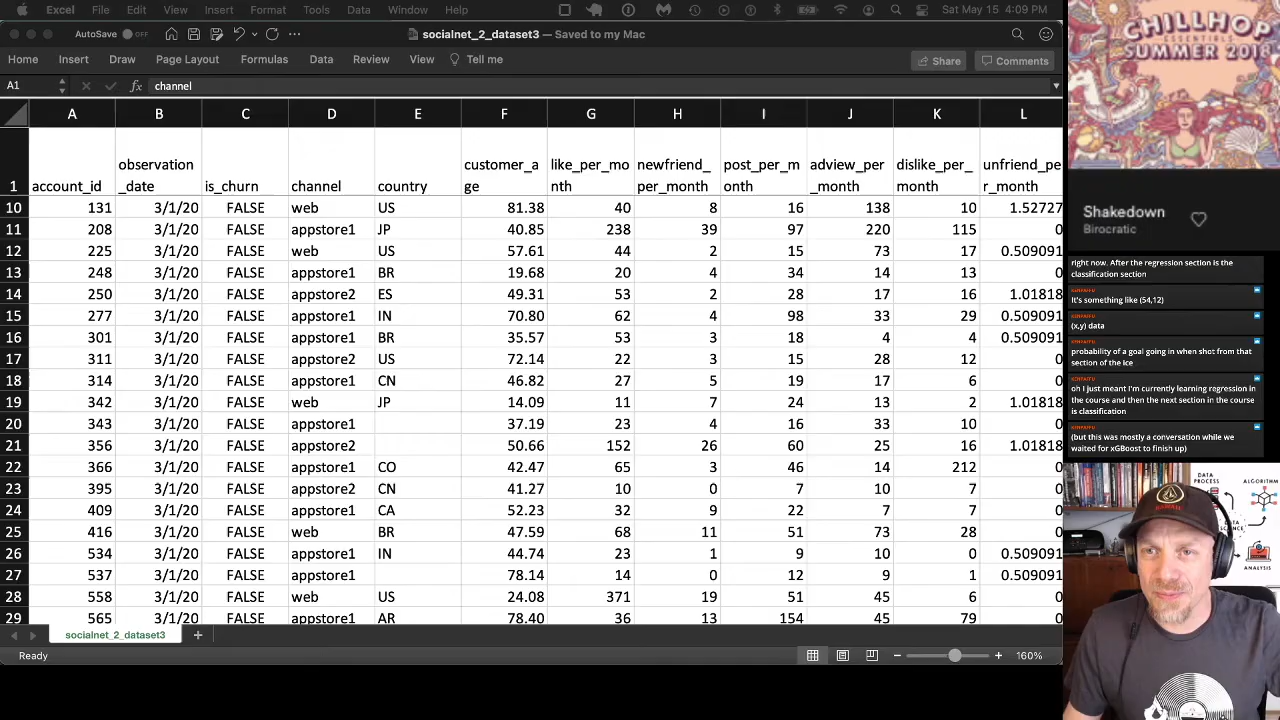 Excel File Edit View Insert Format Tools Data Window Help Sat May 15 4:09 PM
AutoSave OFF socialnet_2_dataset3 — Saved to my Mac
Home Insert Draw Page Layout Formulas Data Review View Tell me Share Comments
A1 fx channel
A B C D E F G H I J K L
1 account_id observation_date is_churn channel country customer_age like_per_month newfriend_per_month post_per_month adview_per_month dislike_per_month unfriend_per_month
10 131 3/1/20 FALSE web US 81.38 40 8 16 138 10 1.52727
11 208 3/1/20 FALSE appstore1 JP 40.85 238 39 97 220 115 0
12 225 3/1/20 FALSE web US 57.61 44 2 15 73 17 0.509091
13 248 3/1/20 FALSE appstore1 BR 19.68 20 4 34 14 13 0
14 250 3/1/20 FALSE appstore2 ES 49.31 53 2 28 17 16 1.01818
15 277 3/1/20 FALSE appstore1 IN 70.80 62 4 98 33 29 0.509091
16 301 3/1/20 FALSE appstore1 BR 35.57 53 3 18 4 4 0.509091
17 311 3/1/20 FALSE appstore2 US 72.14 22 3 15 28 12 0
18 314 3/1/20 FALSE appstore1 CN 46.82 27 5 19 17 6 0
19 342 3/1/20 FALSE web JP 14.09 11 7 24 13 2 1.01818
20 343 3/1/20 FALSE appstore1 37.19 23 4 16 33 10 0
21 356 3/1/20 FALSE appstore2 50.66 152 26 60 25 16 1.01818
22 366 3/1/20 FALSE appstore1 CO 42.47 65 3 46 14 212 0
23 395 3/1/20 FALSE appstore2 CN 41.27 10 0 7 10 7 0
24 409 3/1/20 FALSE appstore1 CA 52.23 32 9 22 7 7 0
25 416 3/1/20 FALSE web BR 47.59 68 11 51 73 28 0
26 534 3/1/20 FALSE appstore1 IN 44.74 23 1 9 10 0 0.509091
27 537 3/1/20 FALSE appstore1 78.14 14 0 12 9 1 0.509091
28 558 3/1/20 FALSE web US 24.08 371 19 51 45 6 0
29 565 3/1/20 FALSE appstore1 AR 78.40 36 13 154 45 79 0
socialnet_2_dataset3
Ready 160%
CHILLHOP
ESSENTIALS
SUMMER 2018
Shakedown
Birocratic
right now. After the regression section is the
classification section
It's something like (54,12)
(x,y) data
probability of a goal going in when shot from that
section of the ice
oh I just meant I'm currently learning regression in
the course and then the next section in the course
is classification
(but this was mostly a conversation while we
waited for xGBoost to finish up)
DATA
PROCESS
ALGORITHM
ANALYSIS